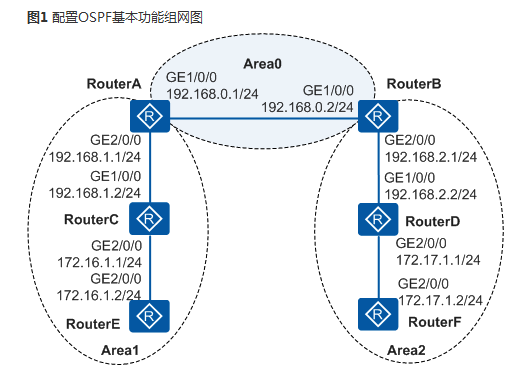 图1 配置OSPF基本功能组网图
Area0
RouterA
GE1/0/0
192.168.0.1/24
GE1/0/0
192.168.0.2/24
RouterB
R
R
GE2/0/0
192.168.1.1/24
GE2/0/0
192.168.2.1/24
GE1/0/0
192.168.1.2/24
GE1/0/0
192.168.2.2/24
RouterC
R
R
RouterD
GE2/0/0
172.16.1.1/24
GE2/0/0
172.17.1.1/24
GE2/0/0
172.16.1.2/24
GE2/0/0
172.17.1.2/24
RouterE
R
R
RouterF
Area1
Area2